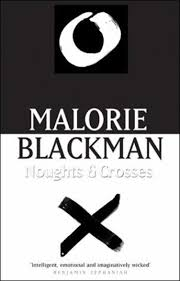 MALORIE
BLACKMAN
Noughts & Crosses
'Intelligent, emotional and imaginatively wicked'
BENJAMIN ZEPHANIAH